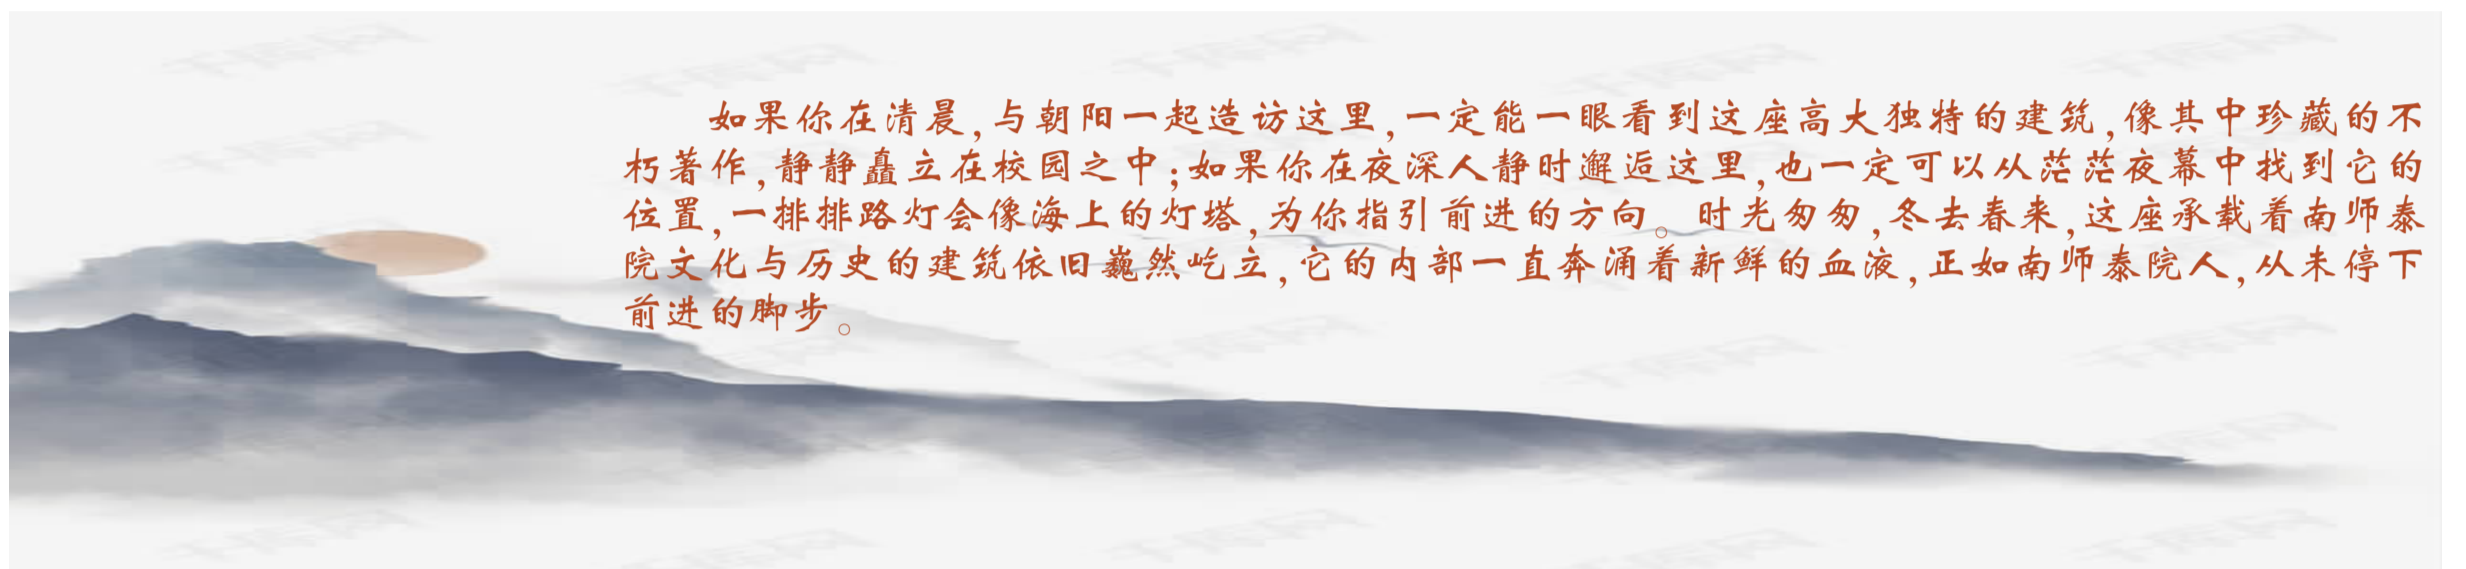 如果你在清晨,与朝阳一起造访这里,一定能一眼看到这座高大独特的建筑,像其中珍藏的不
朽著作,静静矗立在校园之中;如果你在夜深人静时邂逅这里,也一定可以从茫茫夜幕中找到它的
位置,一排排路灯会像海上的灯塔,为你指引前进的方向。时光匆匆,冬去春来,这座承载着南师泰
院文化与历史的建筑依旧巍然屹立,它的内部一直奔涌着新鲜的血液,正如南师泰院人,从未停下
前进的脚步。